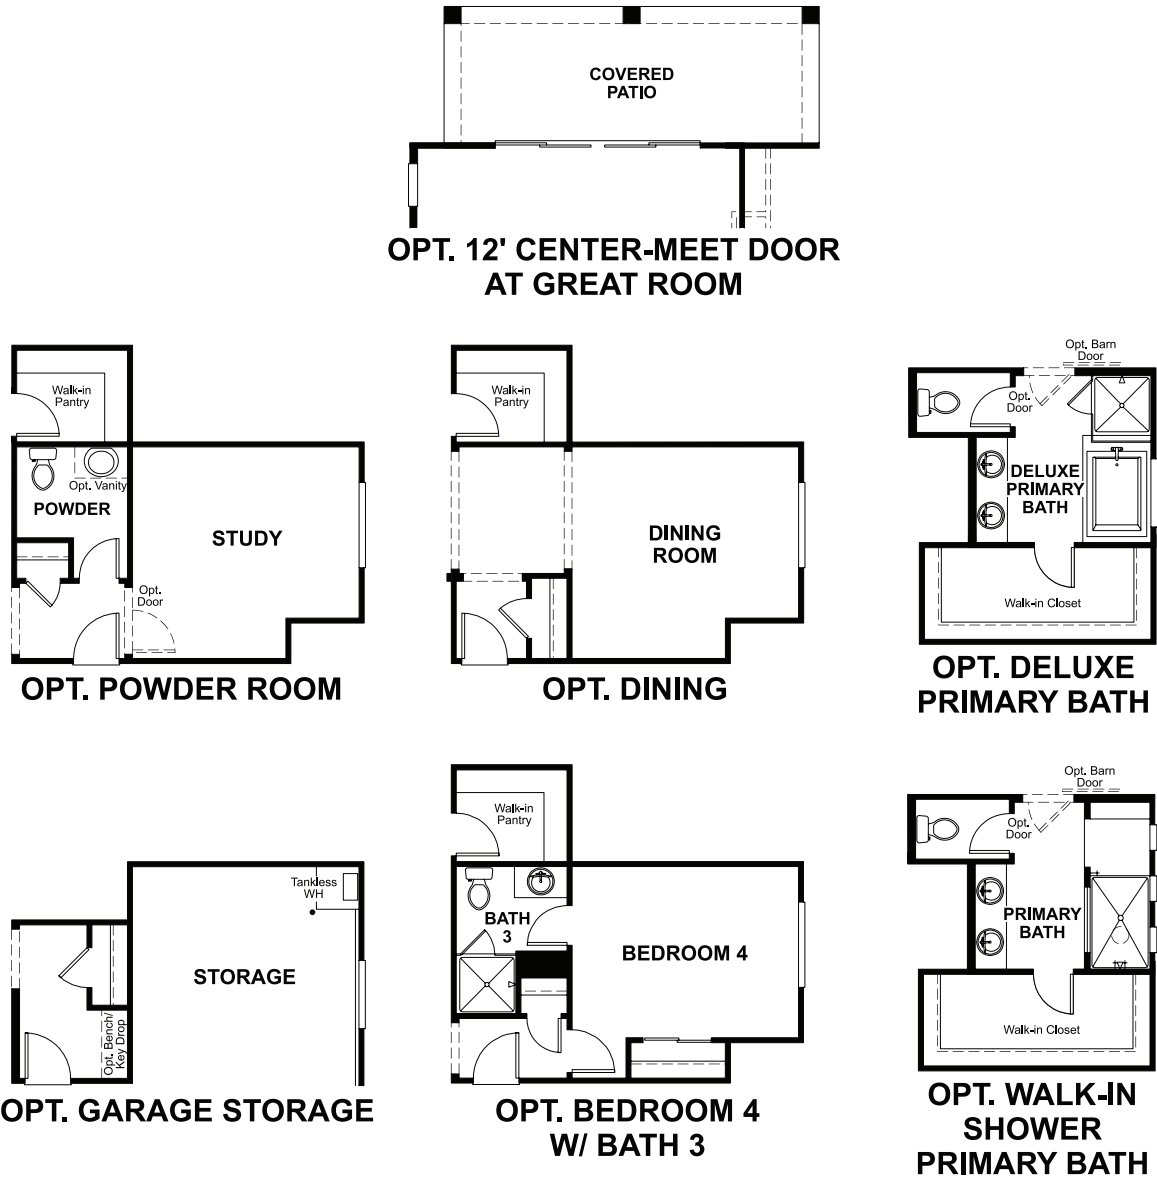 COVERED
PATIO
OPT. 12' CENTER-MEET DOOR
AT GREAT ROOM
Walk-in
Pantry
Opt. Vanity
POWDER
STUDY
Opt.
Door
OPT. POWDER ROOM
Walk-in
Pantry
DINING
ROOM
OPT. DINING
Opt. Barn
Door
Opt.
Door
DELUXE
PRIMARY
BATH
Walk-in Closet
OPT. DELUXE
PRIMARY BATH
Tankless
WH
STORAGE
Opt. Bench/
Key Drop
OPT. GARAGE STORAGE
Walk-in
Pantry
BATH
3
BEDROOM 4
OPT. BEDROOM 4
W/ BATH 3
Opt. Barn
Door
Opt.
Door
PRIMARY
BATH
Walk-in Closet
OPT. WALK-IN
SHOWER
PRIMARY BATH